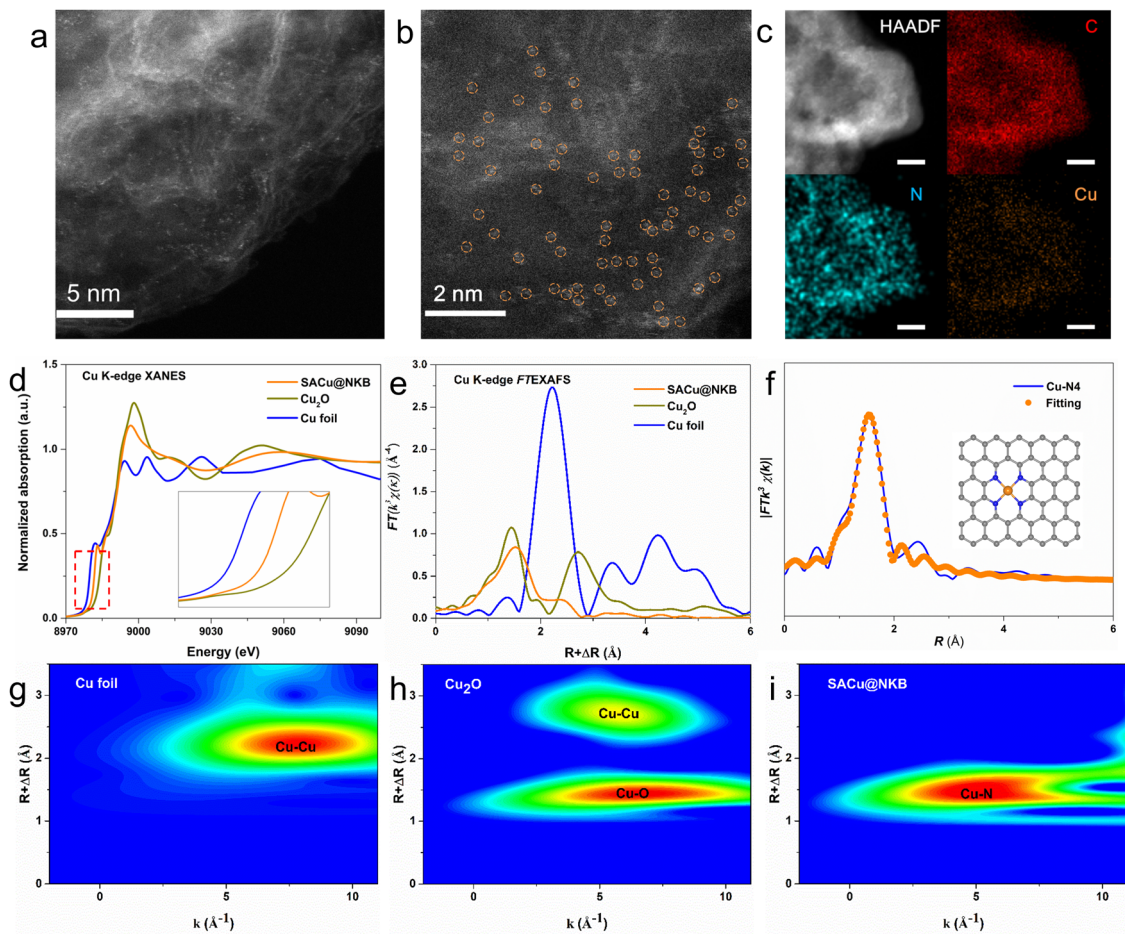 a
5 nm
b
2 nm
c
HAADF
C
N
Cu
d
Cu K-edge XANES
SACu@NKB
Cu₂O
Cu foil
Normalized absorption (a.u.)
1.5
1.0
0.5
0.0
8970
9000
9030
9060
9090
Energy (eV)
e
Cu K-edge FTEXAFS
SACu@NKB
Cu₂O
Cu foil
FT(k³ χ(κ)) (Å⁻⁴)
3.0
2.5
2.0
1.5
1.0
0.5
0.0
0
2
4
6
R+ΔR (Å)
f
Cu-N4
Fitting
|FTk³ χ(k)|
0
2
4
6
R (Å)
g
Cu foil
Cu-Cu
R+ΔR (Å)
3
2
1
0
0
5
10
κ (Å⁻¹)
h
Cu₂O
Cu-Cu
Cu-O
R+ΔR (Å)
3
2
1
0
0
5
10
κ (Å⁻¹)
i
SACu@NKB
Cu-N
R+ΔR (Å)
3
2
1
0
0
5
10
κ (Å⁻¹)